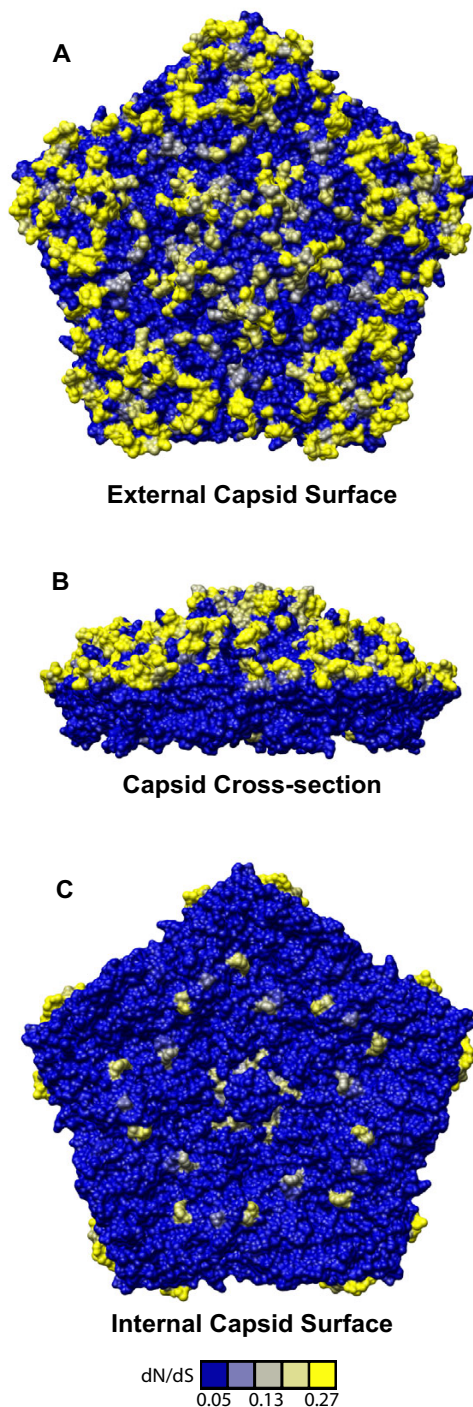 A
External Capsid Surface
B
Capsid Cross-section
C
Internal Capsid Surface
dN/dS
0.05 0.13 0.27